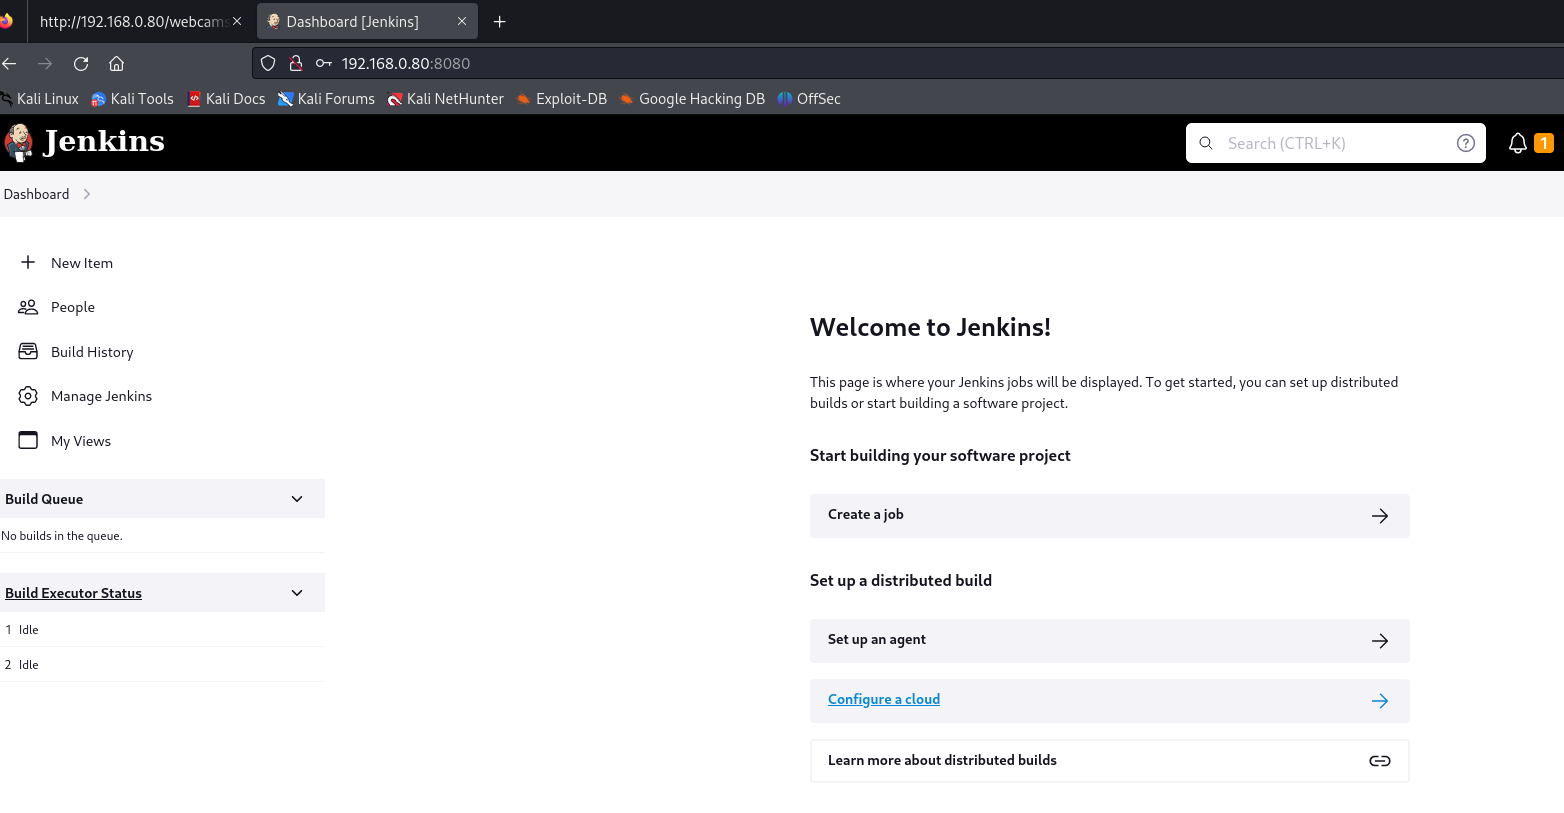 http://192.168.0.80/webcams
Dashboard [Jenkins]
192.168.0.80:8080
Kali Linux Kali Tools Kali Docs Kali Forums Kali NetHunter Exploit-DB Google Hacking DB OffSec
Jenkins
Search (CTRL+K)
1
Dashboard
New Item
People
Build History
Manage Jenkins
My Views
Build Queue
No builds in the queue.
Build Executor Status
1 Idle
2 Idle
Welcome to Jenkins!
This page is where your Jenkins jobs will be displayed. To get started, you can set up distributed
builds or start building a software project.
Start building your software project
Create a job
Set up a distributed build
Set up an agent
Configure a cloud
Learn more about distributed builds